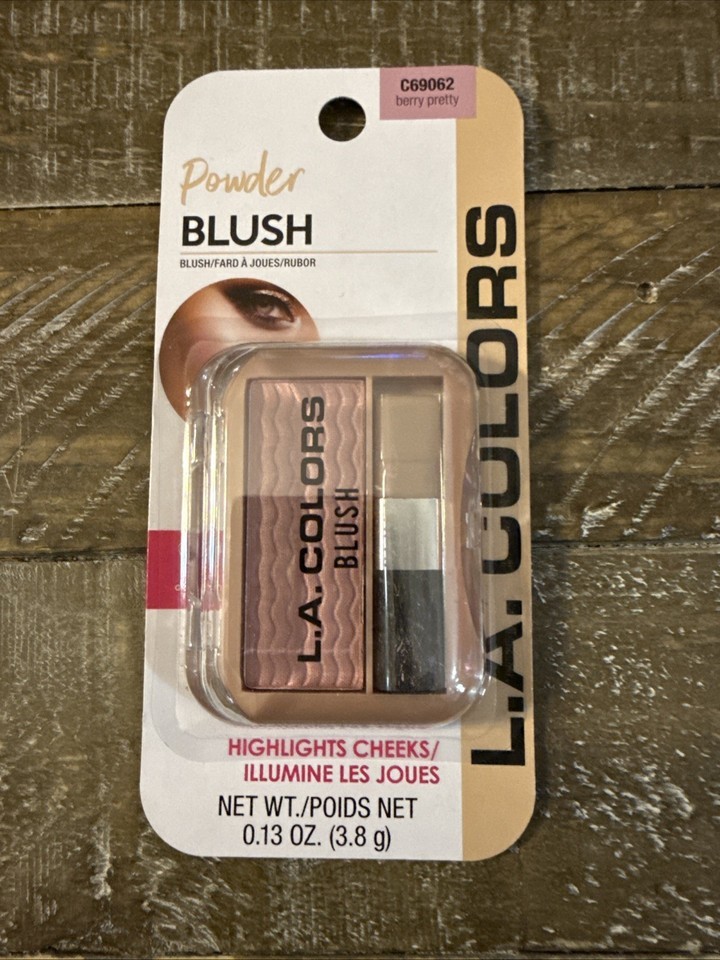 C69062
berry pretty
Powder
BLUSH
BLUSH/FARD À JOUES/RUBOR
L.A. COLORS
L.A. COLORS
BLUSH
HIGHLIGHTS CHEEKS/
ILLUMINE LES JOUES
NET WT./POIDS NET
0.13 OZ. (3.8 g)